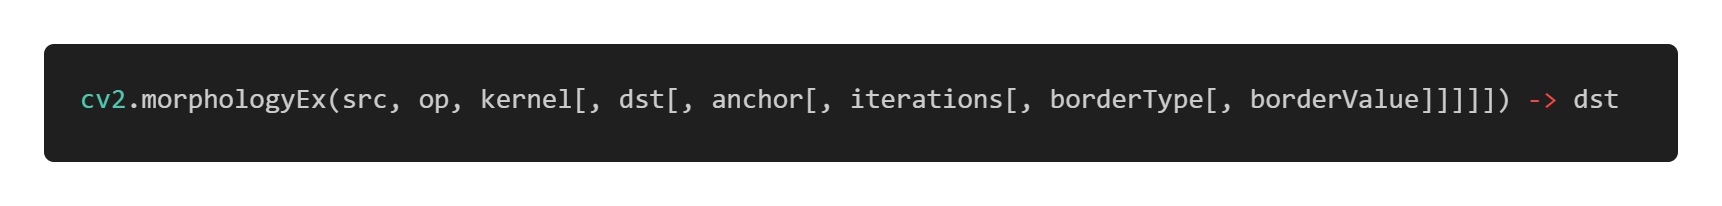 cv2.morphologyEx(src, op, kernel[, dst[, anchor[, iterations[, borderType[, borderValue]]]]]) -> dst